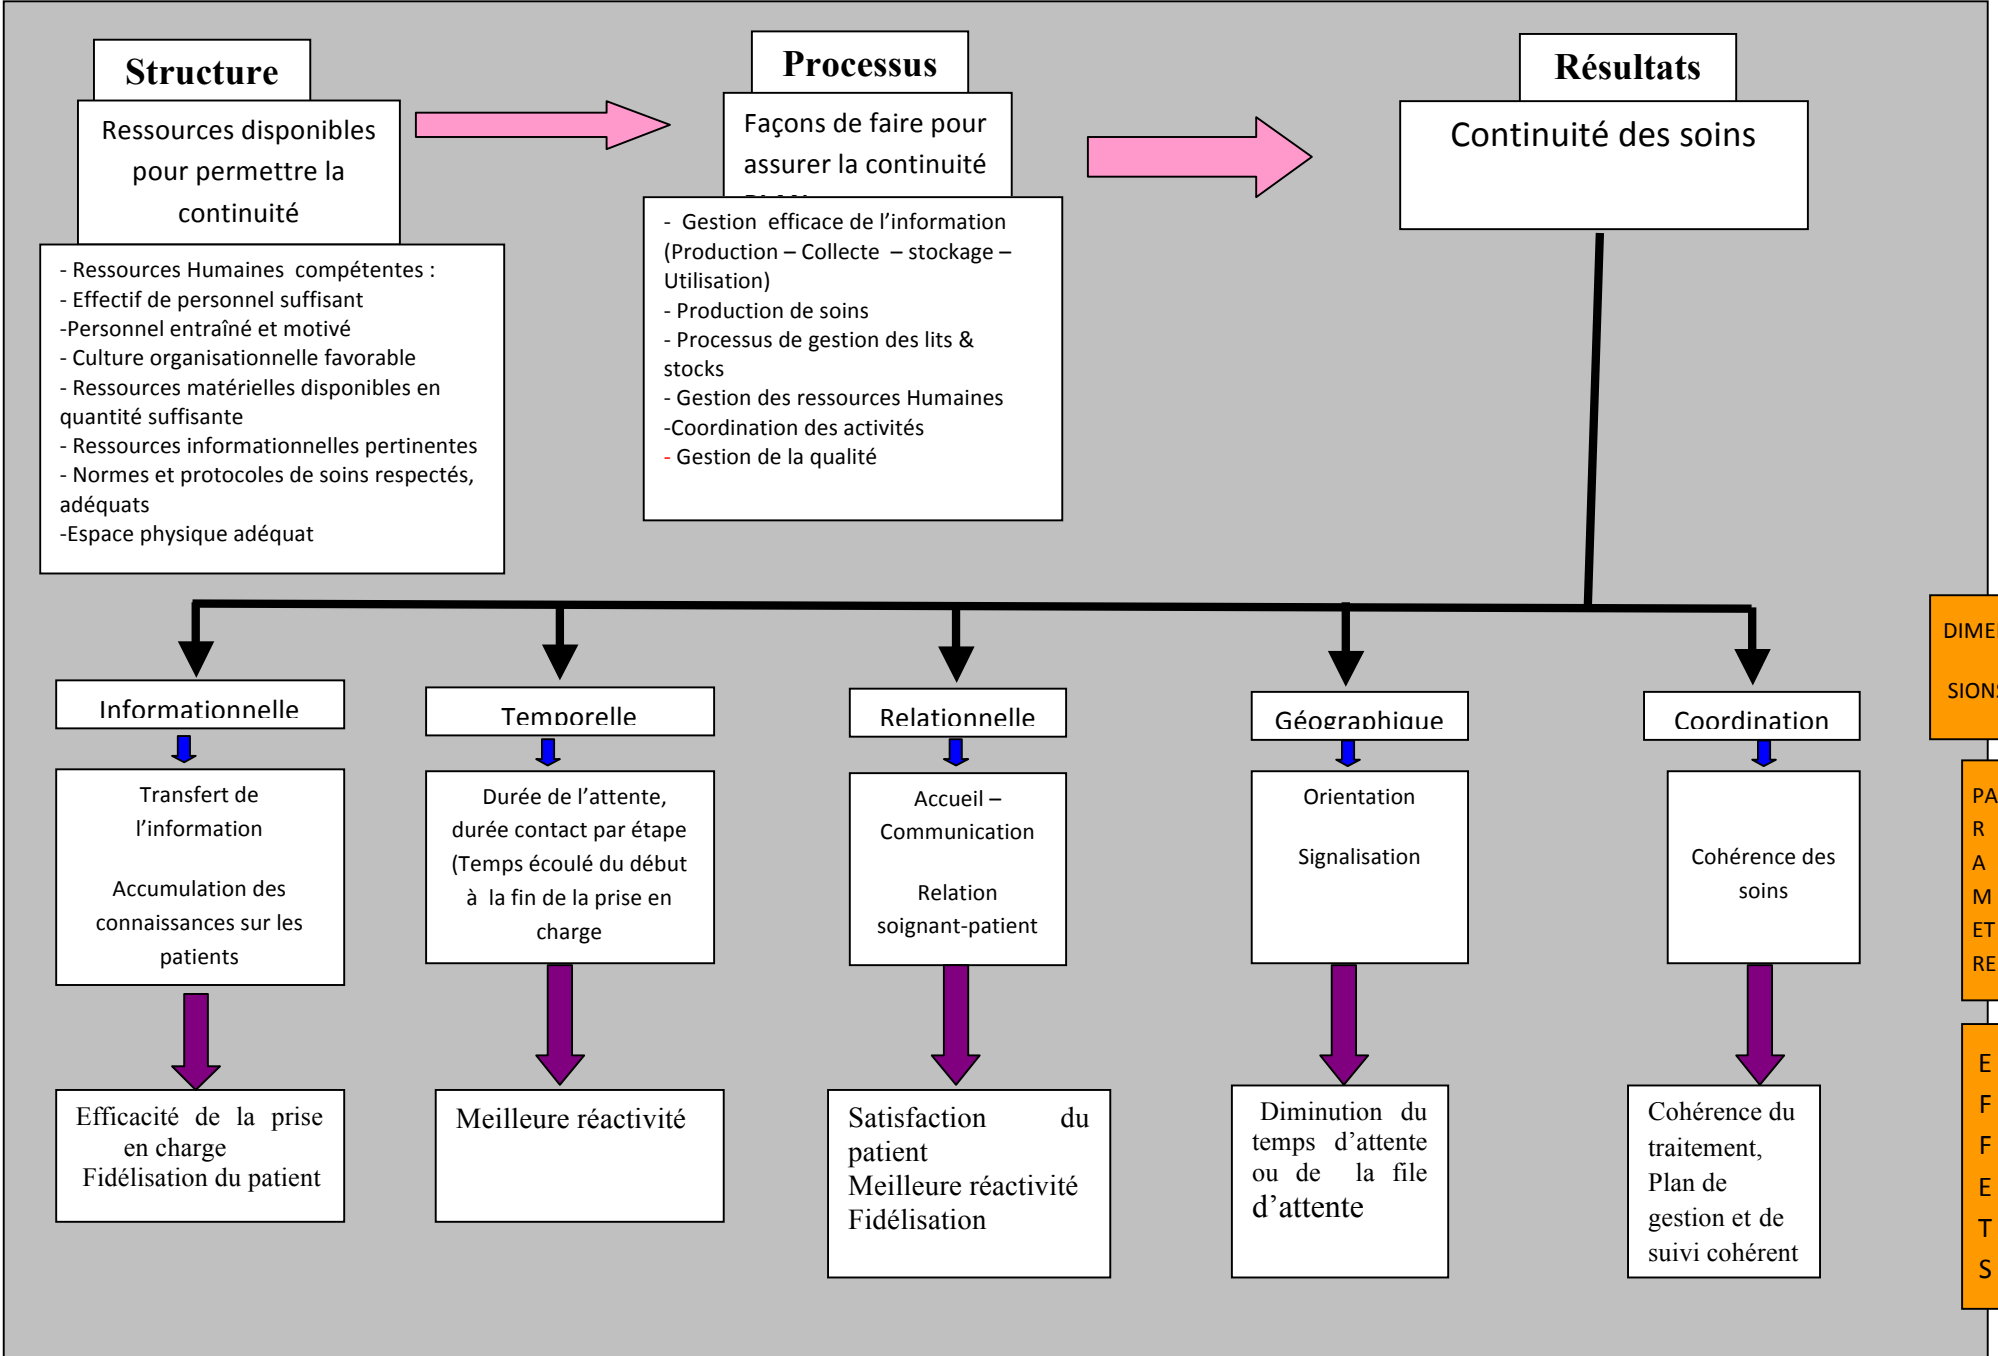 Structure
Ressources disponibles
pour permettre la
continuité
- Ressources Humaines compétentes :
- Effectif de personnel suffisant
-Personnel entraîné et motivé
- Culture organisationnelle favorable
- Ressources matérielles disponibles en
quantité suffisante
- Ressources informationnelles pertinentes
- Normes et protocoles de soins respectés,
adéquats
-Espace physique adéquat
Processus
Façons de faire pour
assurer la continuité
- Gestion efficace de l’information
(Production – Collecte – stockage –
Utilisation)
- Production de soins
- Processus de gestion des lits &
stocks
- Gestion des ressources Humaines
-Coordination des activités
- Gestion de la qualité
Résultats
Continuité des soins
Informationnelle
Temporelle
Relationnelle
Géographique
Coordination
DIME
SIONS
Transfert de
l’information
Accumulation des
connaissances sur les
patients
Durée de l’attente,
durée contact par étape
(Temps écoulé du début
à la fin de la prise en
charge
Accueil –
Communication
Relation
soignant-patient
Orientation
Signalisation
Cohérence des
soins
PA
R
A
M
ET
RE
Efficacité de la prise
en charge
Fidélisation du patient
Meilleure réactivité
Satisfaction du
patient
Meilleure réactivité
Fidélisation
Diminution du
temps d’attente
ou de la file
d’attente
Cohérence du
traitement,
Plan de
gestion et de
suivi cohérent
E
F
F
E
T
S